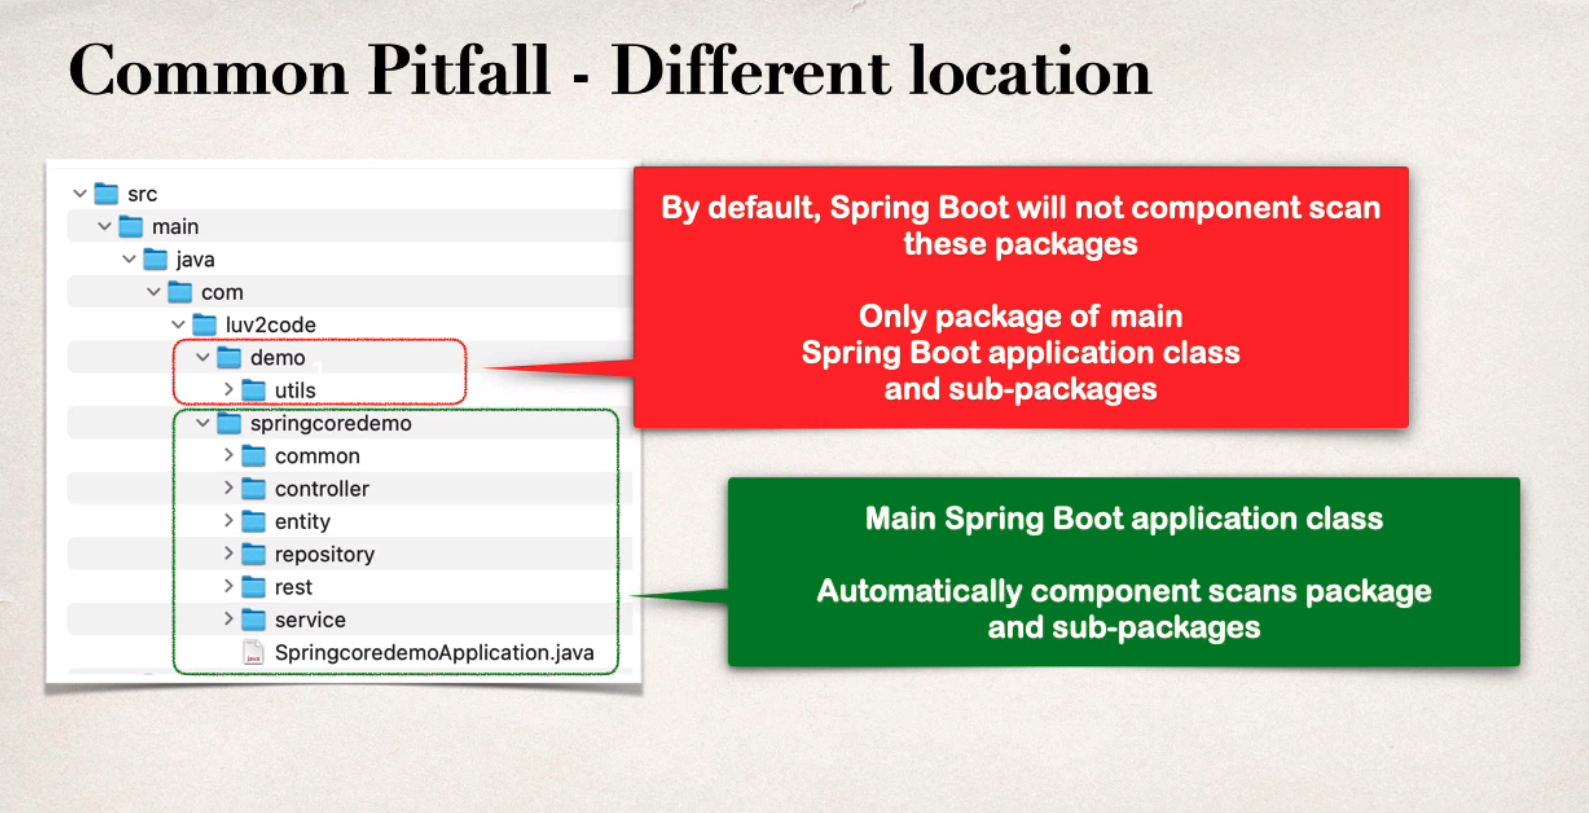 Common Pitfall - Different location
src
main
java
com
luv2code
demo
utils
springcoredemo
common
controller
entity
repository
rest
service
java
SpringcoredemoApplication.java
By default, Spring Boot will not component scan
these packages
Only package of main
Spring Boot application class
and sub-packages
Main Spring Boot application class
Automatically component scans package
and sub-packages